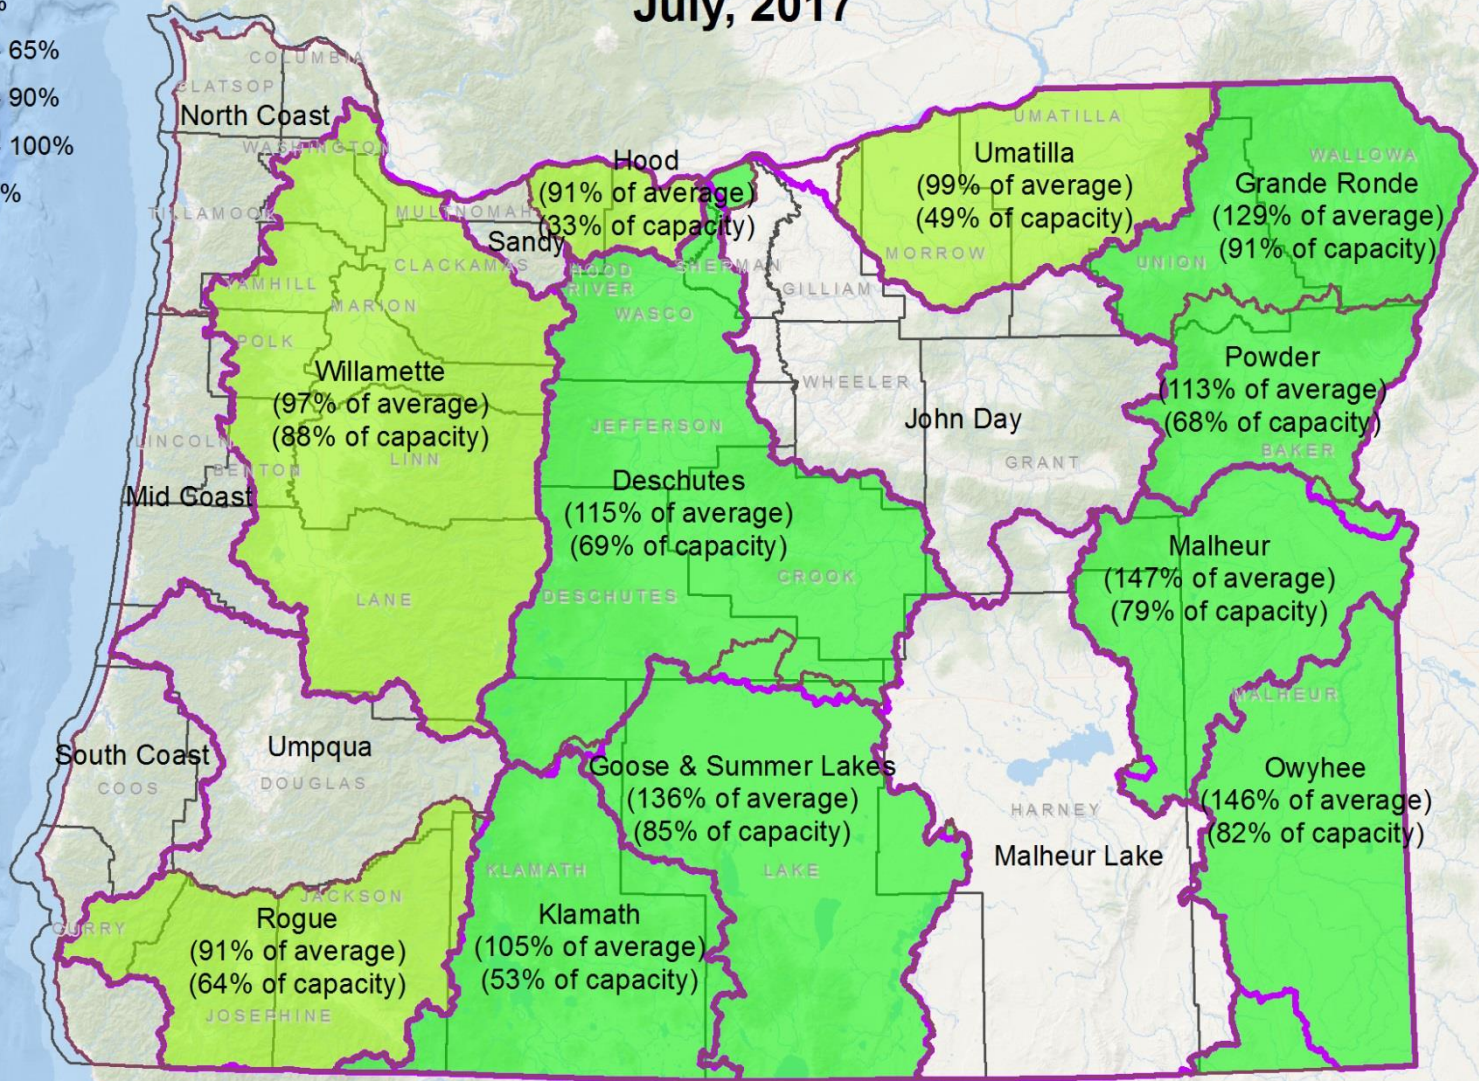 July, 2017
%
65%
90%
100%
%
COLUMBIA
CLATSOP
North Coast
WASHINGTON
TILLAMOOK
MULTNOMAH
Sandy
CLACKAMAS
Hood
(91% of average)
(33% of capacity)
HOOD
RIVER
SHERMAN
WASCO
GILLIAM
UMATILLA
Umatilla
(99% of average)
(49% of capacity)
MORROW
WALLOWA
Grande Ronde
(129% of average)
(91% of capacity)
UNION
YAMHILL
MARION
POLK
Willamette
(97% of average)
(88% of capacity)
LINN
LINCOLN
BENTON
Mid Coast
LANE
JEFFERSON
Deschutes
(115% of average)
(69% of capacity)
CROOK
DESCHUTES
WHEELER
John Day
GRANT
Powder
(113% of average)
(68% of capacity)
BAKER
Malheur
(147% of average)
(79% of capacity)
MALHEUR
South Coast
COOS
Umpqua
DOUGLAS
Goose & Summer Lakes
(136% of average)
(85% of capacity)
LAKE
HARNEY
Malheur Lake
Owyhee
(146% of average)
(82% of capacity)
CURRY
JACKSON
Rogue
(91% of average)
(64% of capacity)
JOSEPHINE
KLAMATH
Klamath
(105% of average)
(53% of capacity)